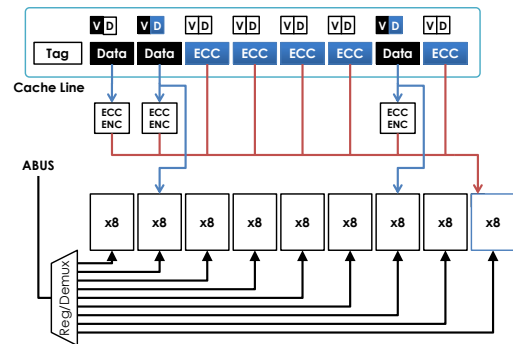 V D V D V D V D V D V D V D V D
Tag Data Data ECC ECC ECC ECC Data ECC
Cache Line
ECC ENC ECC ENC ECC ENC
ABUS
x8 x8 x8 x8 x8 x8 x8 x8 x8
Reg/Demux